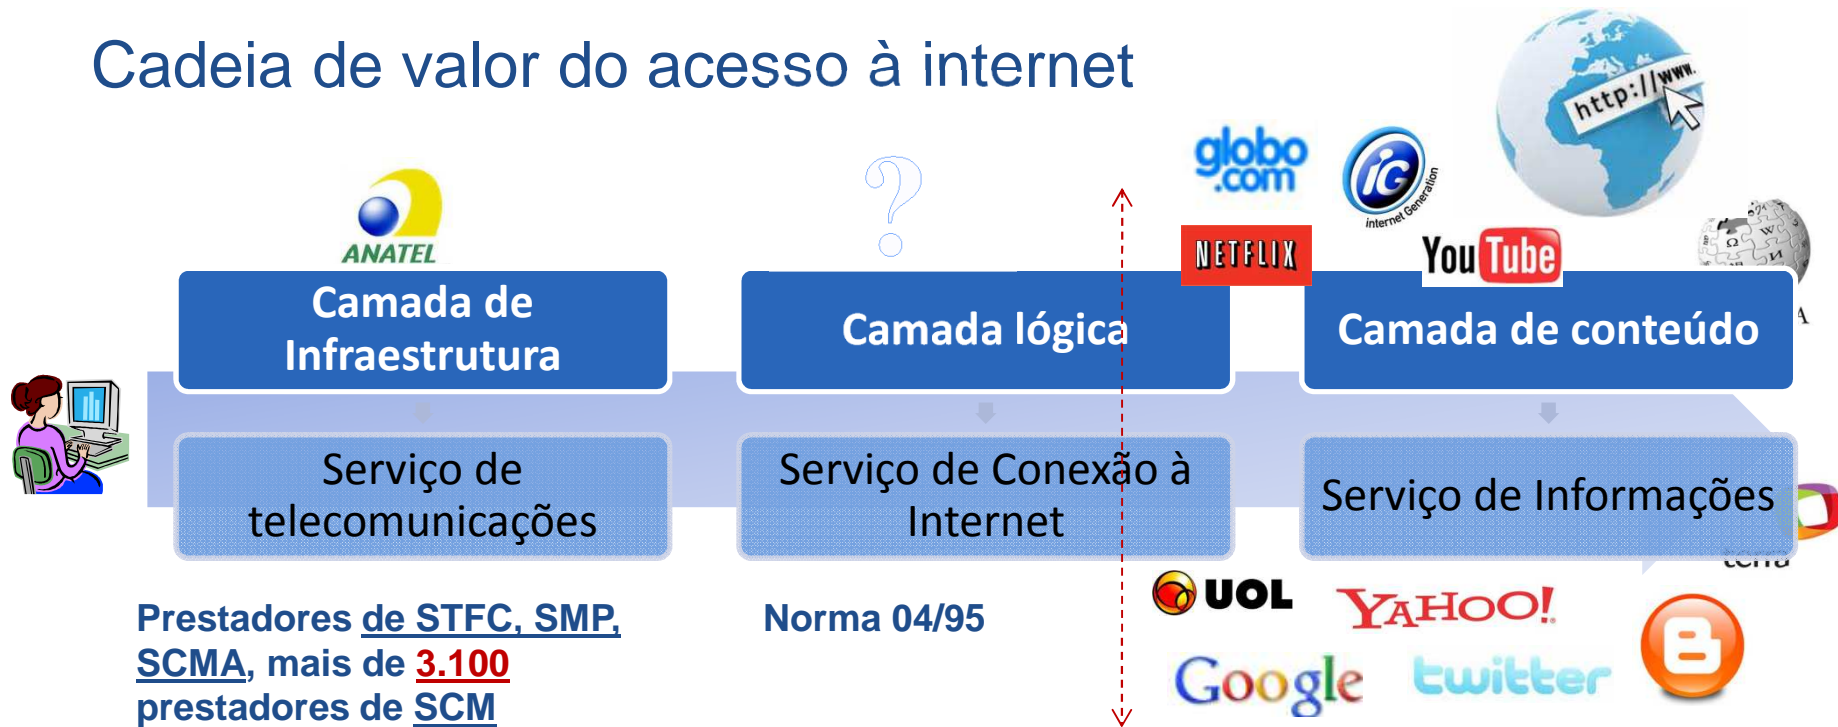 Cadeia de valor do acesso à internet
http://www.
globo
.com
iG
internet Generation
ANATEL
?
NETFLIX
YouTube
Camada de
Infraestrutura
Camada lógica
Camada de conteúdo
Serviço de
telecomunicações
Serviço de Conexão à
Internet
Serviço de Informações
terra
Prestadores de STFC, SMP,
SCMA, mais de 3.100
prestadores de SCM
Norma 04/95
UOL
YAHOO!
Google
twitter